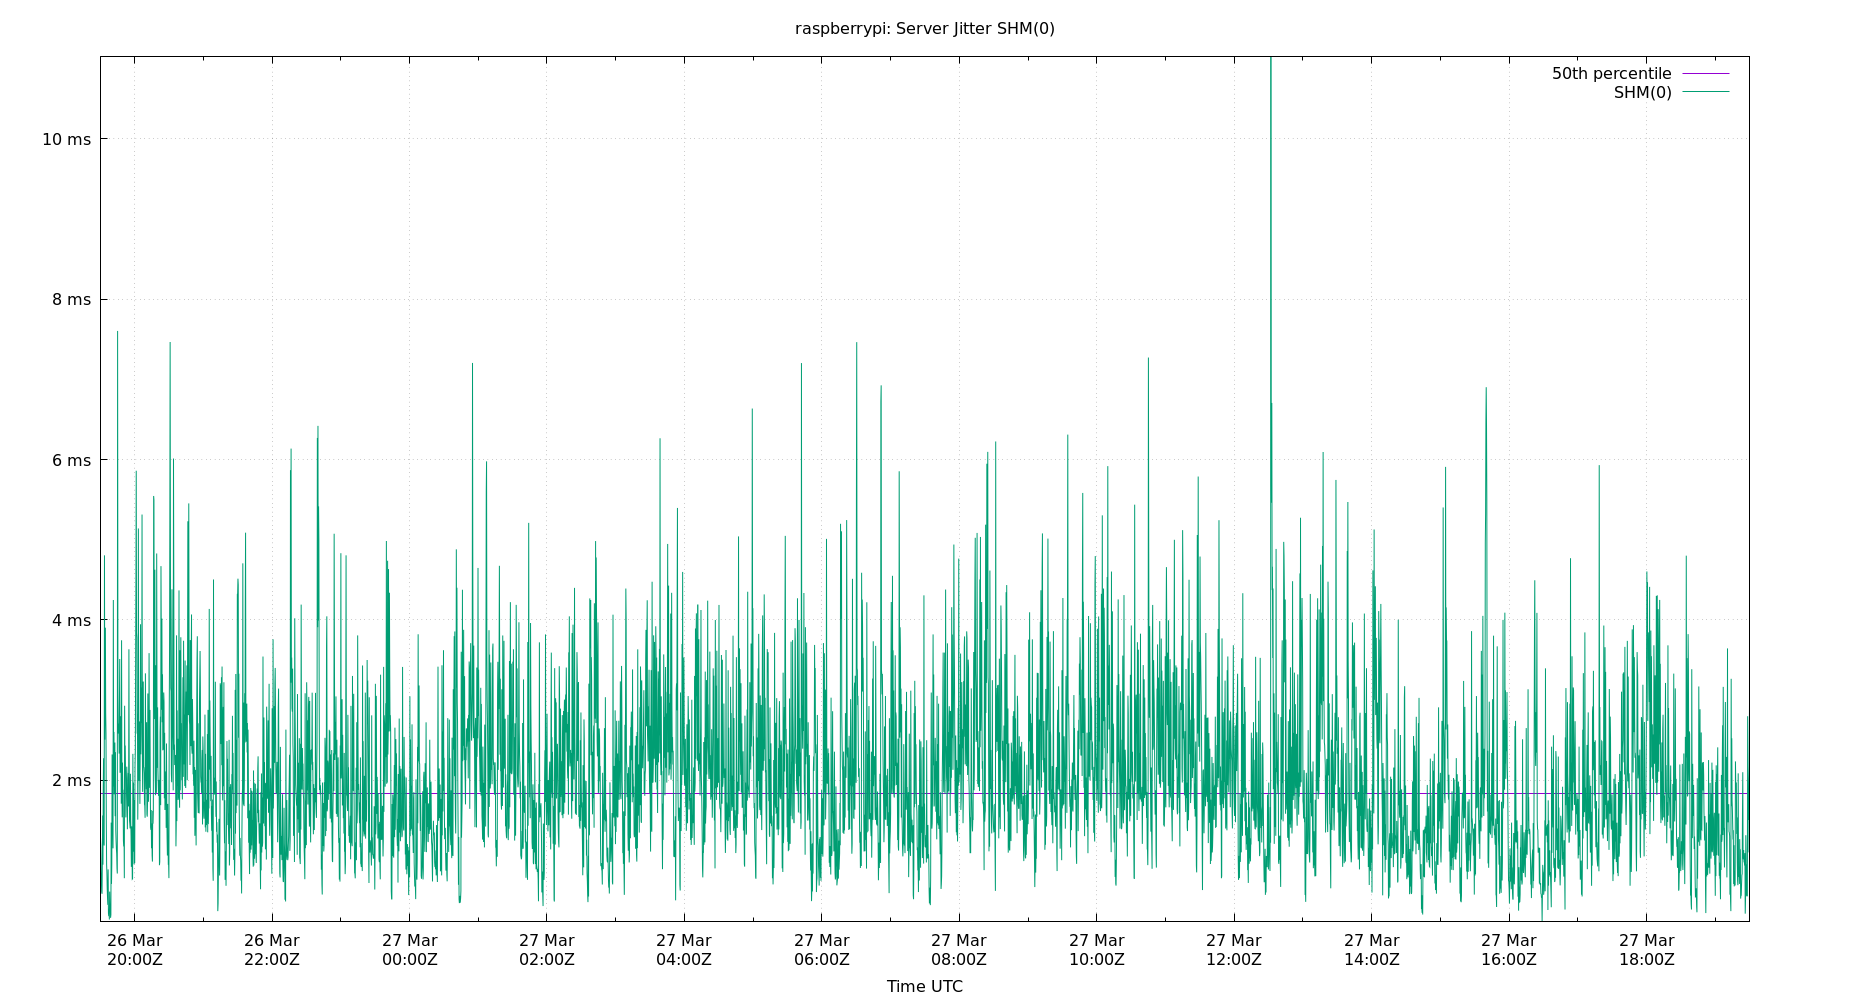 raspberrypi: Server Jitter SHM(0)
50th percentile
SHM(0)
10 ms
8 ms
6 ms
4 ms
2 ms
26 Mar 26 Mar 27 Mar 27 Mar 27 Mar 27 Mar 27 Mar 27 Mar 27 Mar 27 Mar 27 Mar 27 Mar
20:00Z 22:00Z 00:00Z 02:00Z 04:00Z 06:00Z 08:00Z 10:00Z 12:00Z 14:00Z 16:00Z 18:00Z
Time UTC